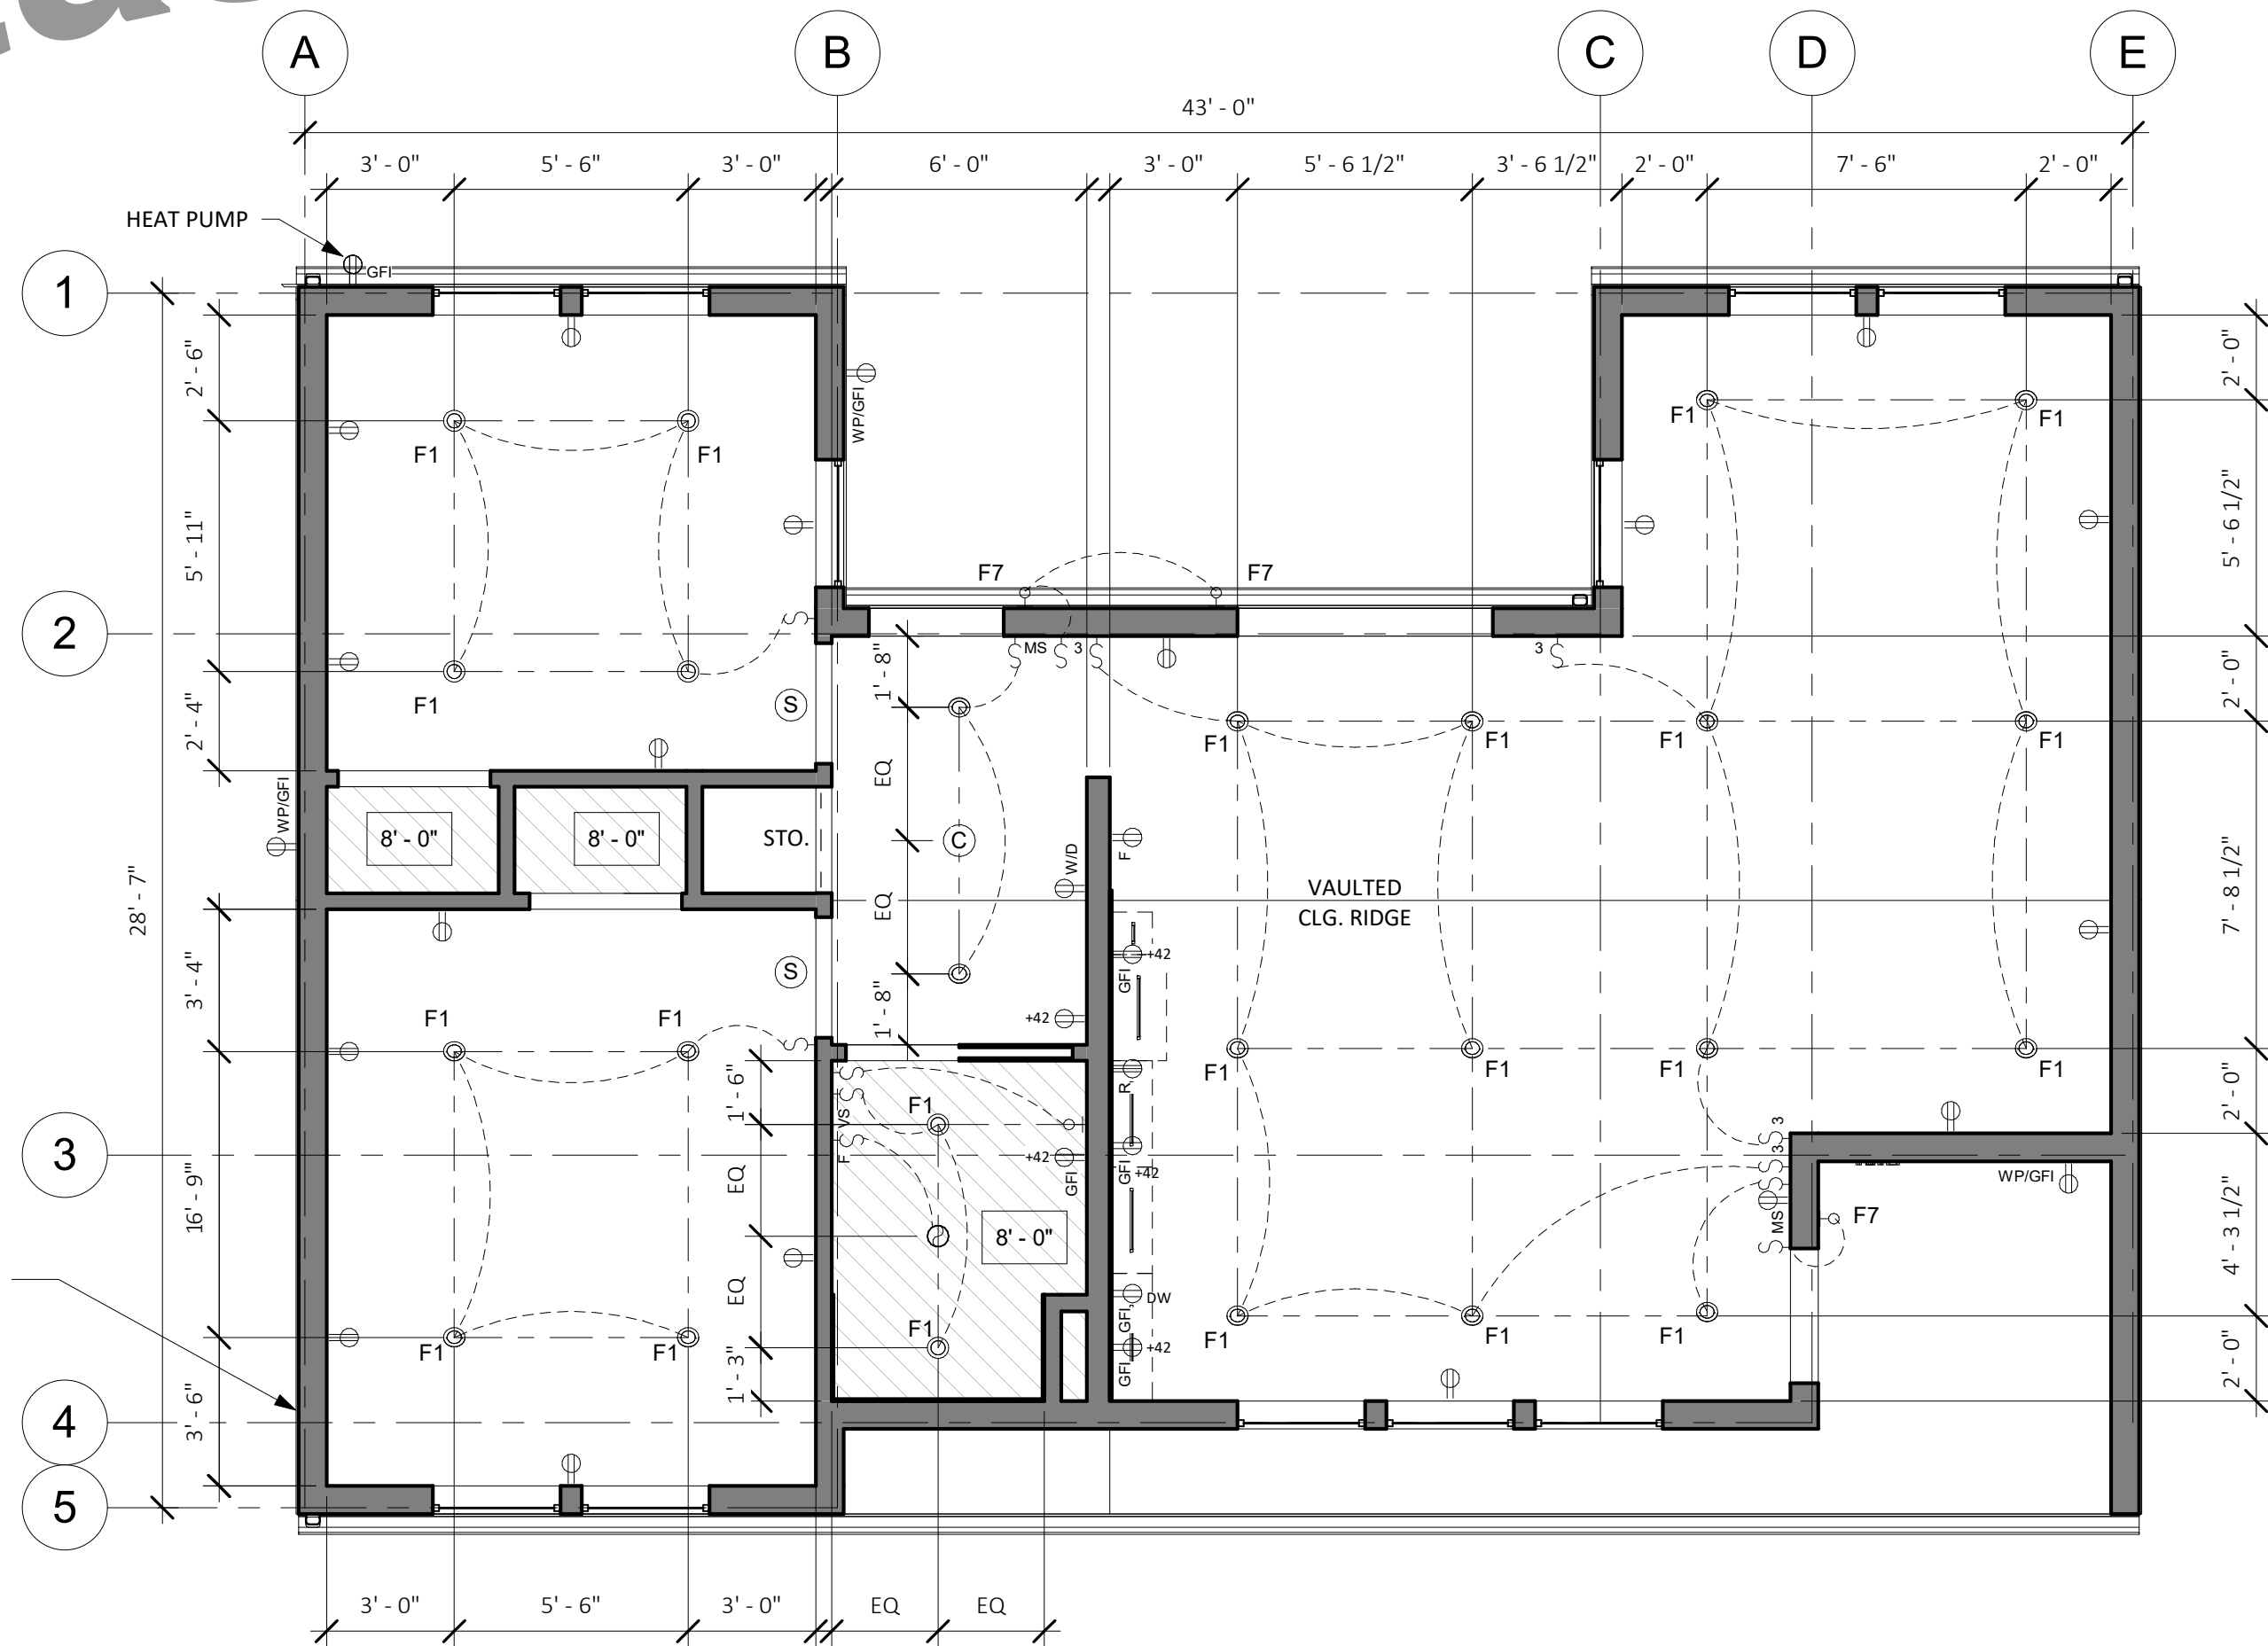 A B C D E
43' - 0"
3' - 0" 5' - 6" 3' - 0" 6' - 0" 3' - 0" 5' - 6 1/2" 3' - 6 1/2" 2' - 0" 7' - 6" 2' - 0"
HEAT PUMP
GFI
1
2' - 6"
2' - 0"
WP/GFI
F1 F1
F1 F1
5' - 11"
5' - 6 1/2"
F7 F7
2
MS 3 3
1' - 8"
S
F1
2' - 4"
2' - 0"
F1 F1 F1 F1
EQ
WP/GFI
8' - 0" 8' - 0" STO.
C
F
W/D
VAULTED
CLG. RIDGE
28' - 7"
7' - 8 1/2"
EQ
+42
GFI
S
3' - 4"
1' - 8"
+42
F1 F1
F1 F1 F1 F1
R
1' - 6"
VS
F1
2' - 0"
3
3
3
F
+42
GFI
GFI
+42
WP/GFI
16' - 9"
EQ
MS
F7
8' - 0"
4' - 3 1/2"
EQ
DW
GFI,
F1 F1 F1
F1 F1 F1
+42
GFI
1' - 3"
2' - 0"
3' - 6"
4
5
3' - 0" 5' - 6" 3' - 0" EQ EQ